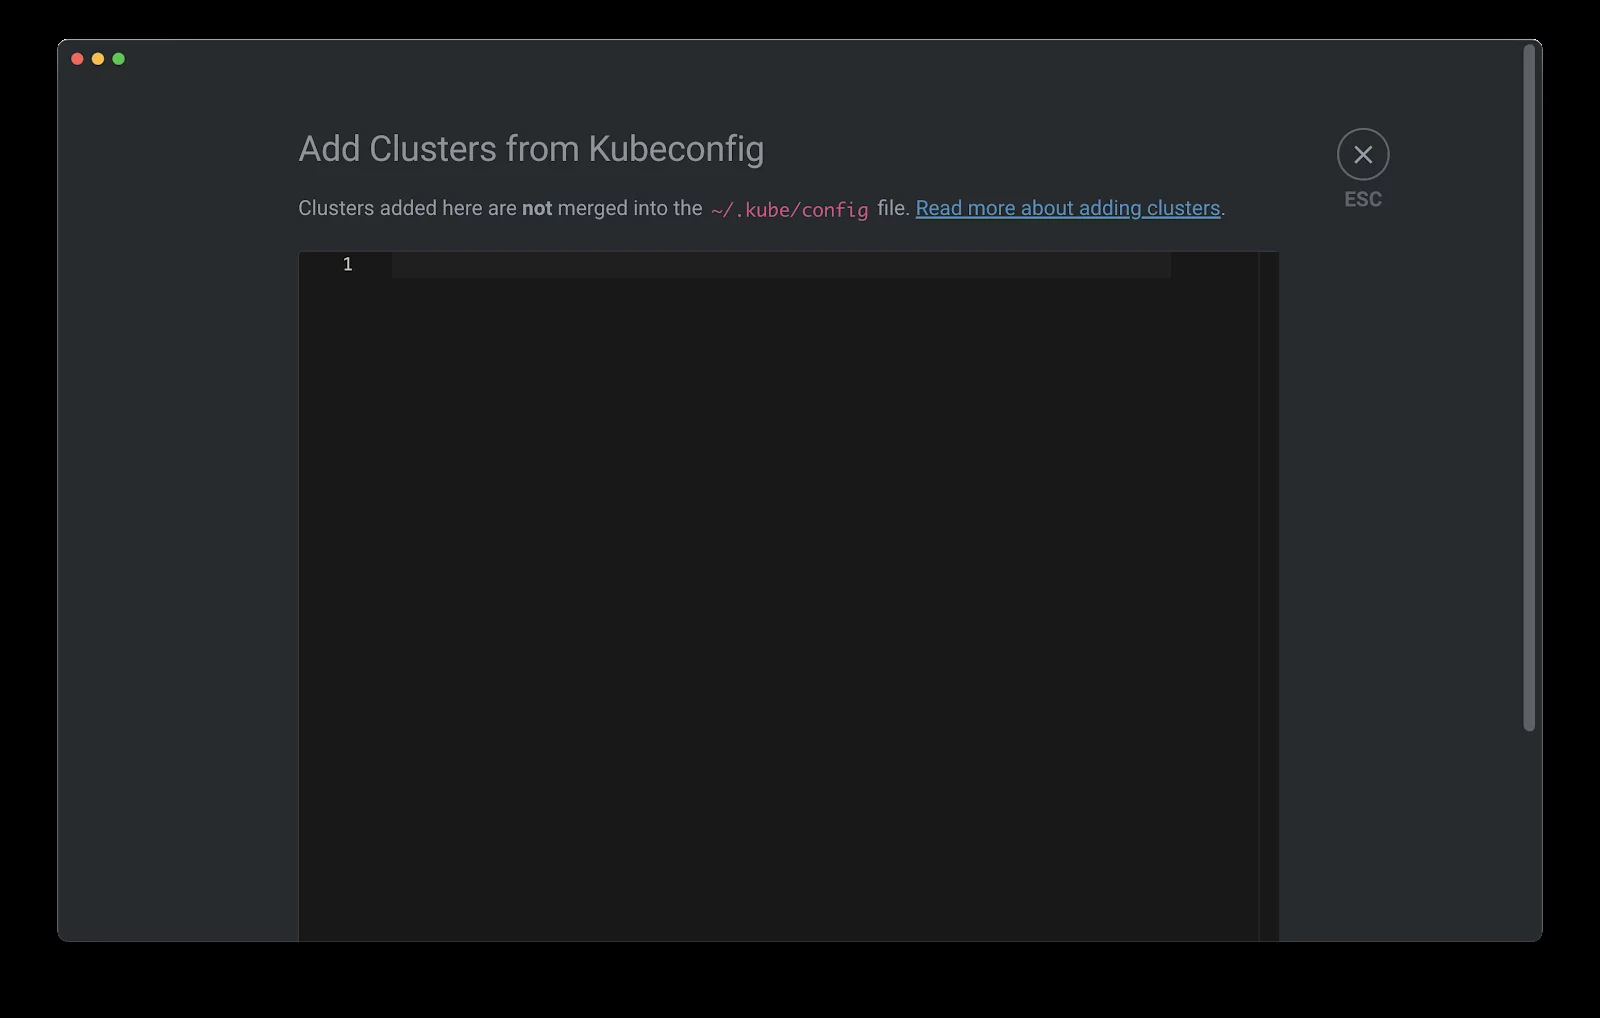 Add Clusters from Kubeconfig
ESC
Clusters added here are not merged into the ~/.kube/config file. Read more about adding clusters.
1